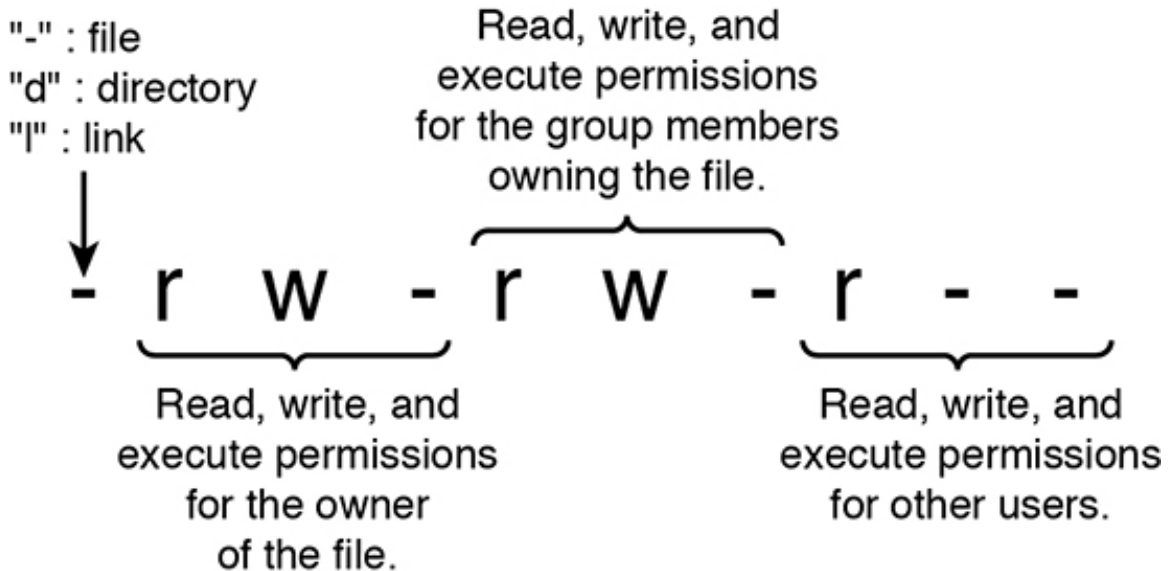 "-" : file
"d" : directory
"l" : link
Read, write, and
execute permissions
for the group members
owning the file.
- r w - r w - r - -
Read, write, and
execute permissions
for the owner
of the file.
Read, write, and
execute permissions
for other users.